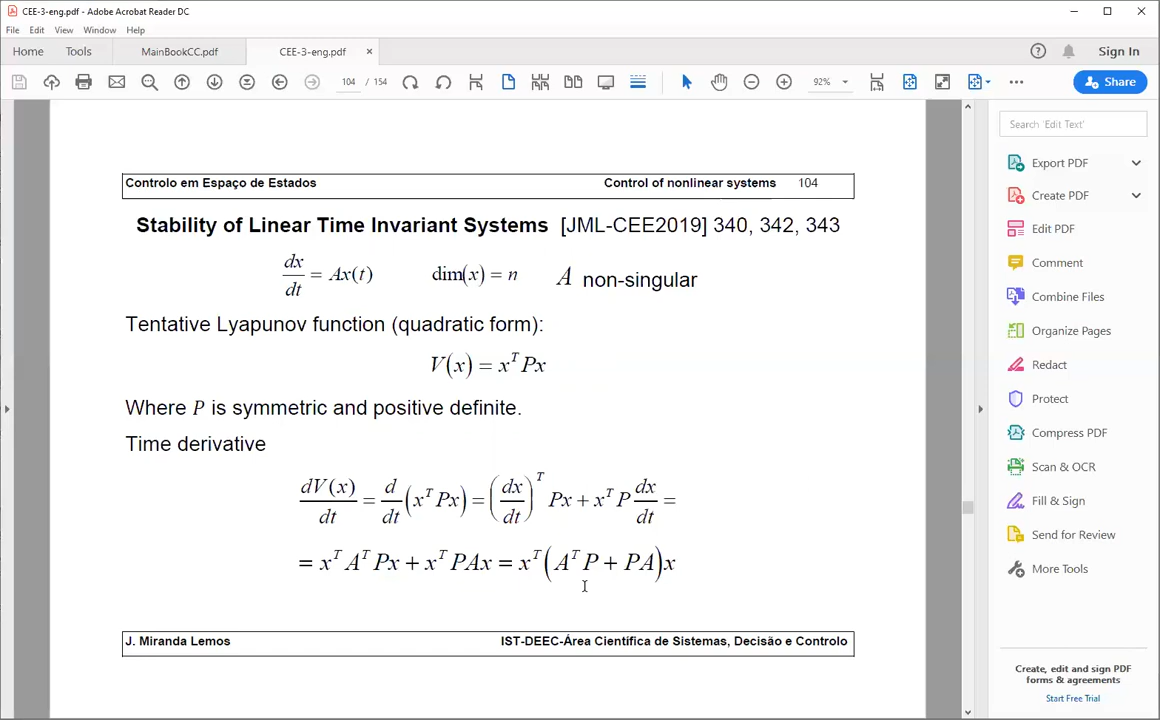 CEE-3-eng.pdf - Adobe Acrobat Reader DC
File Edit View Window Help
Home Tools MainBookCC.pdf CEE-3-eng.pdf × Sign In
104 / 154 92% Share
Search 'Edit Text'
Export PDF
Create PDF
Edit PDF
Comment
Combine Files
Organize Pages
Redact
Protect
Compress PDF
Scan & OCR
Fill & Sign
Send for Review
More Tools
Create, edit and sign PDF
forms & agreements
Start Free Trial
Controlo em Espaço de Estados Control of nonlinear systems 104
Stability of Linear Time Invariant Systems [JML-CEE2019] 340, 342, 343
dx/dt = Ax(t) dim(x) = n A non-singular
Tentative Lyapunov function (quadratic form):
V(x) = x^T Px
Where P is symmetric and positive definite.
Time derivative
dV(x)/dt = d/dt (x^T Px) = (dx/dt)^T Px + x^T P dx/dt =
= x^T A^T Px + x^T PAx = x^T (A^T P + PA)x
J. Miranda Lemos IST-DEEC-Área Científica de Sistemas, Decisão e Controlo